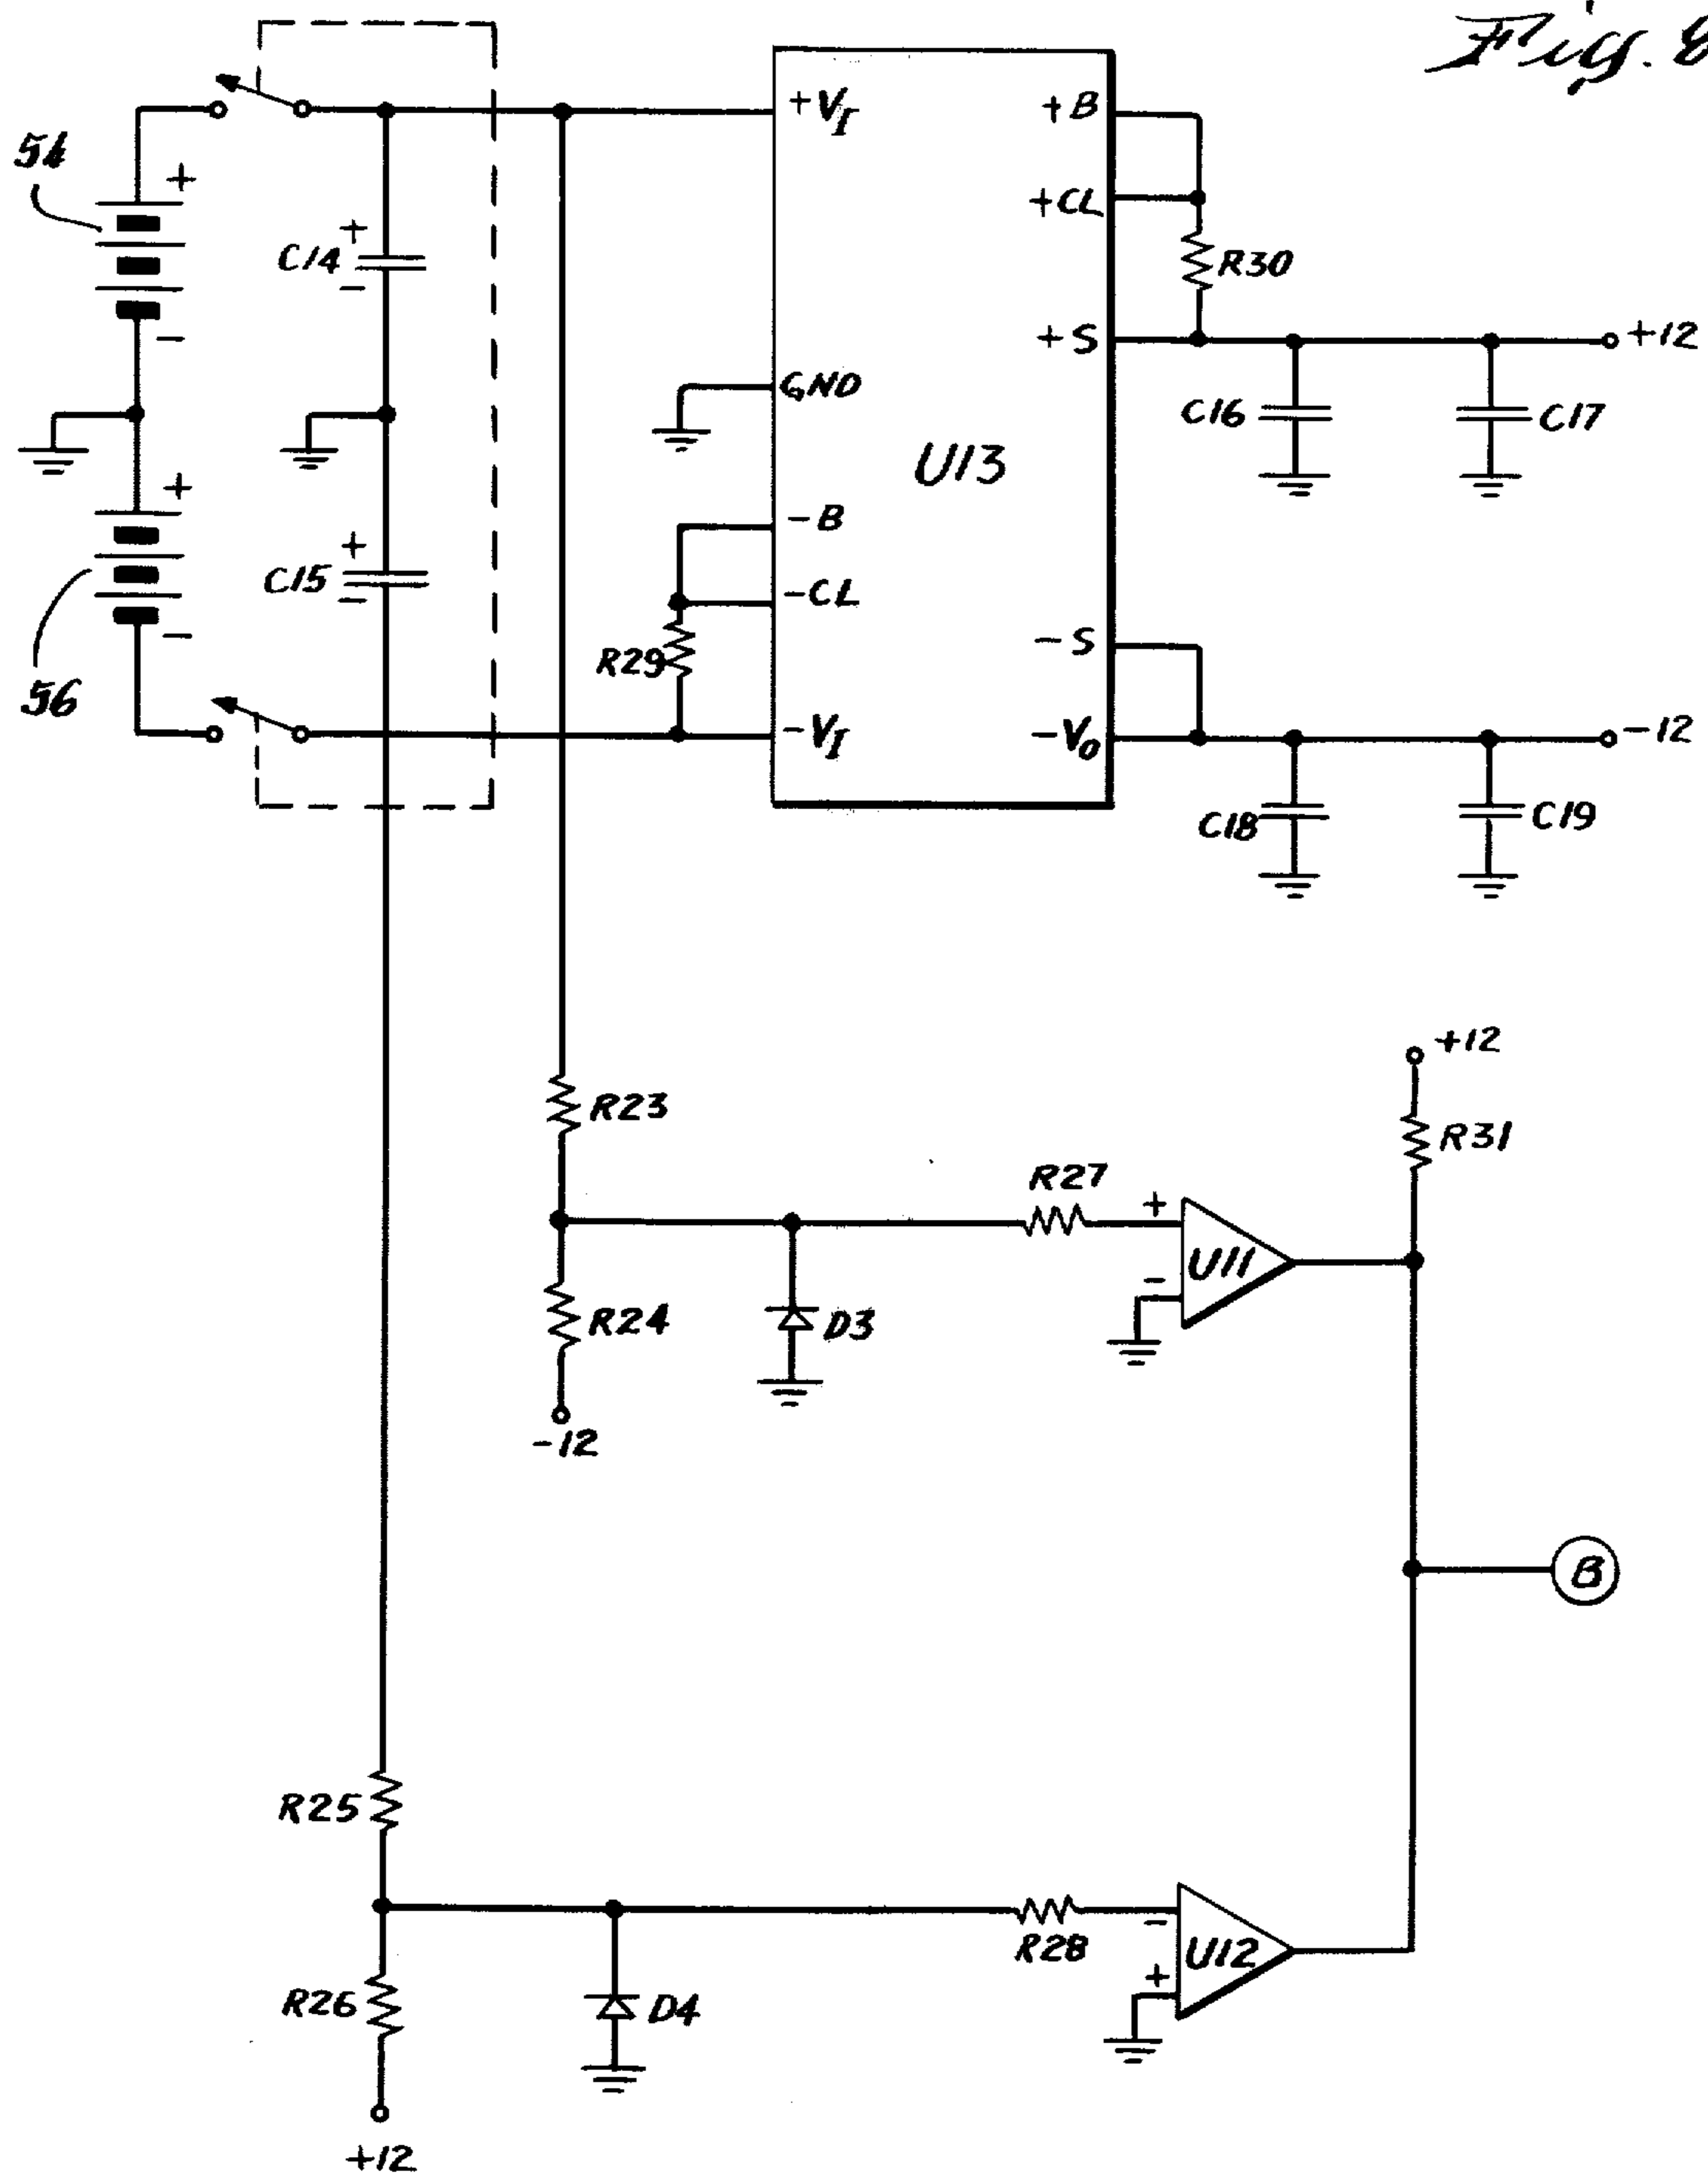 Fig. 8
54
+
-
56
+
-
C14
+
-
C15
+
-
+VI
GND
-B
-CL
-VI
R29
U13
+B
+CL
+S
-S
-VO
R30
+12
C16
C17
-12
C18
C19
R23
R24
-12
D3
R27
+
-
U11
+12
R31
B
R25
R26
+12
D4
R28
-
+
U12